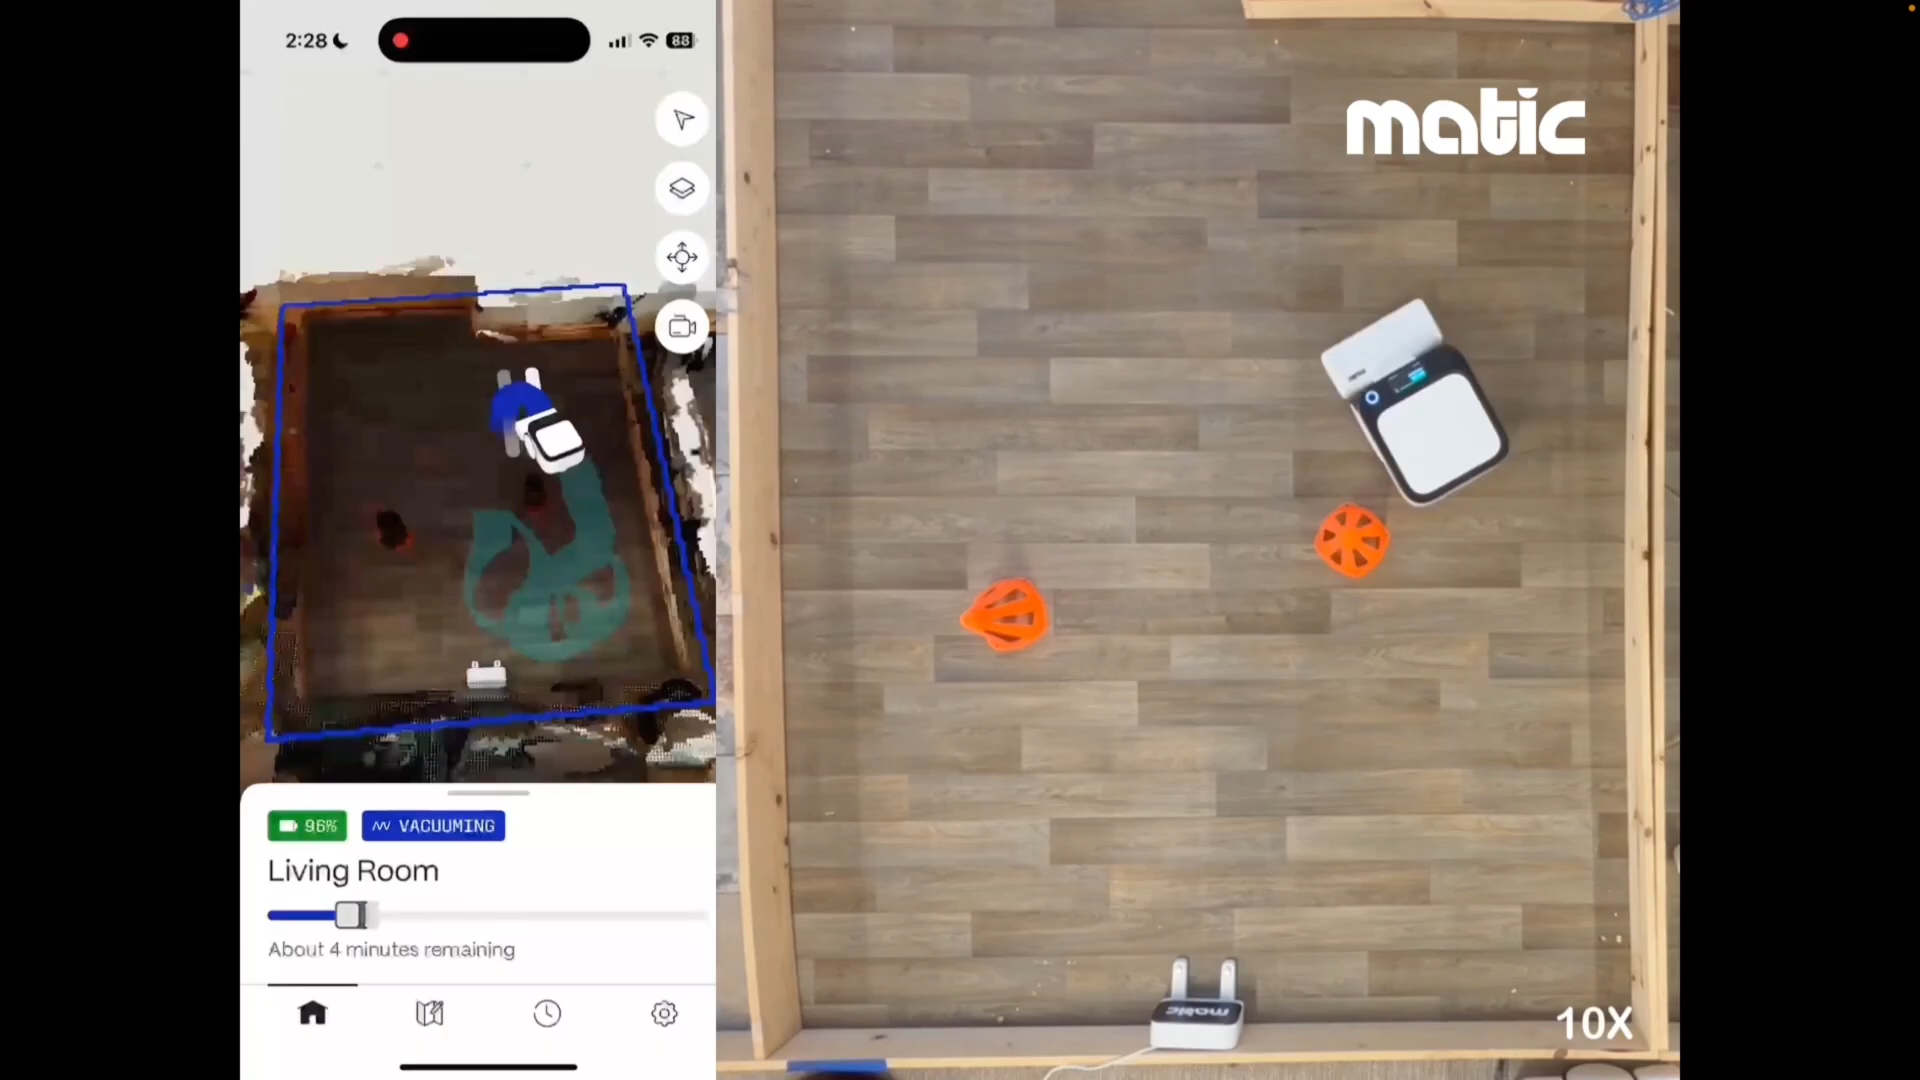 2:28
88
matic
96%
VACUUMING
Living Room
About 4 minutes remaining
matic
10X